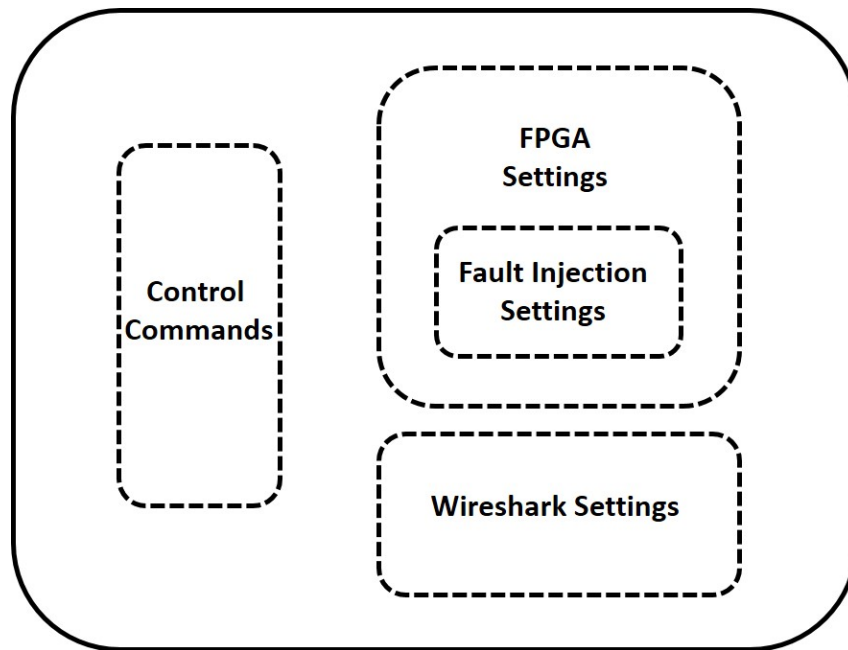 FPGA
Settings
Fault Injection
Settings
Control
Commands
Wireshark Settings